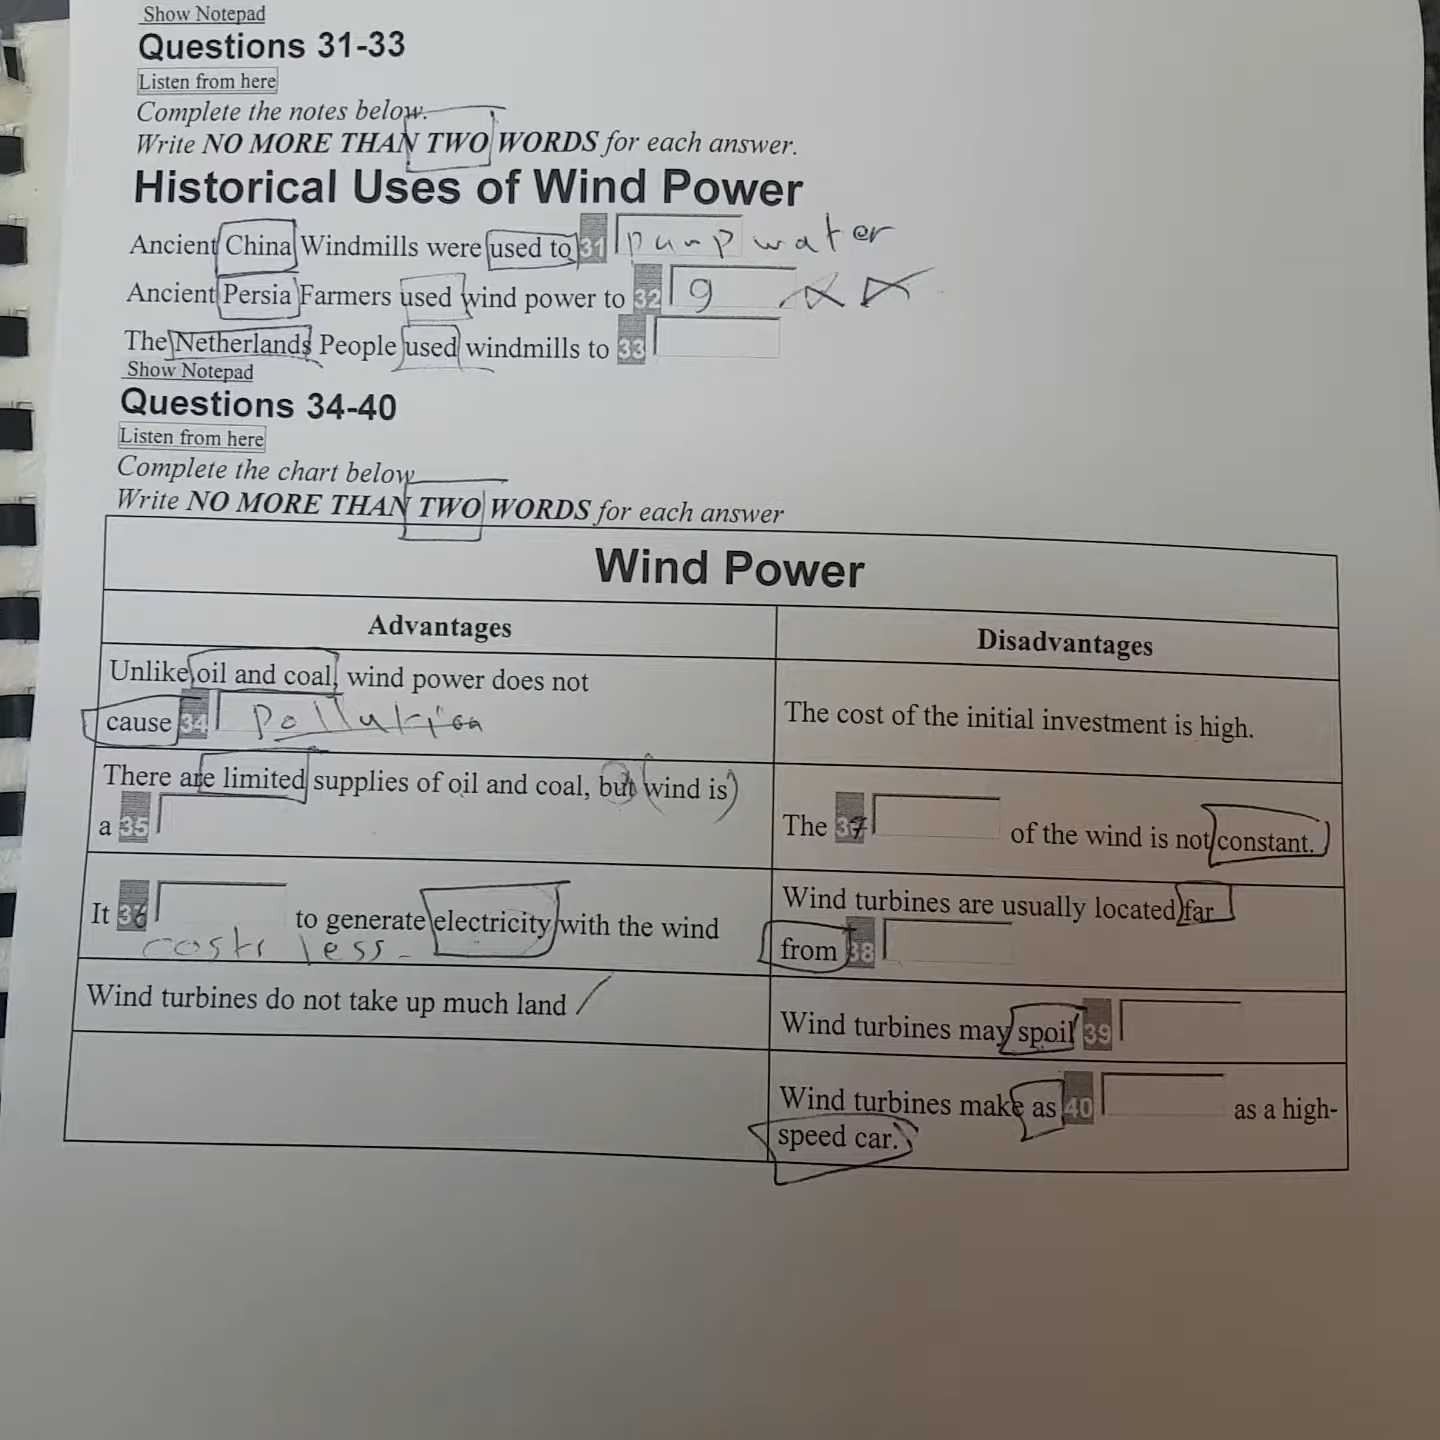 Show Notepad
Questions 31-33
Listen from here
Complete the notes below.
Write NO MORE THAN TWO WORDS for each answer.
Historical Uses of Wind Power
Ancient China Windmills were used to 31 pump water
Ancient Persia Farmers used wind power to 32 g
The Netherlands People used windmills to 33
Show Notepad
Questions 34-40
Listen from here
Complete the chart below
Write NO MORE THAN TWO WORDS for each answer
Wind Power
Advantages
Disadvantages
Unlike oil and coal, wind power does not
cause 34 pollution
The cost of the initial investment is high.
There are limited supplies of oil and coal, but wind is
a 35
The 37 of the wind is not constant.
It 36 to generate electricity with the wind
costs less
Wind turbines are usually located far
from 38
Wind turbines do not take up much land
Wind turbines may spoil 39
Wind turbines make as 40 as a high-
speed car.